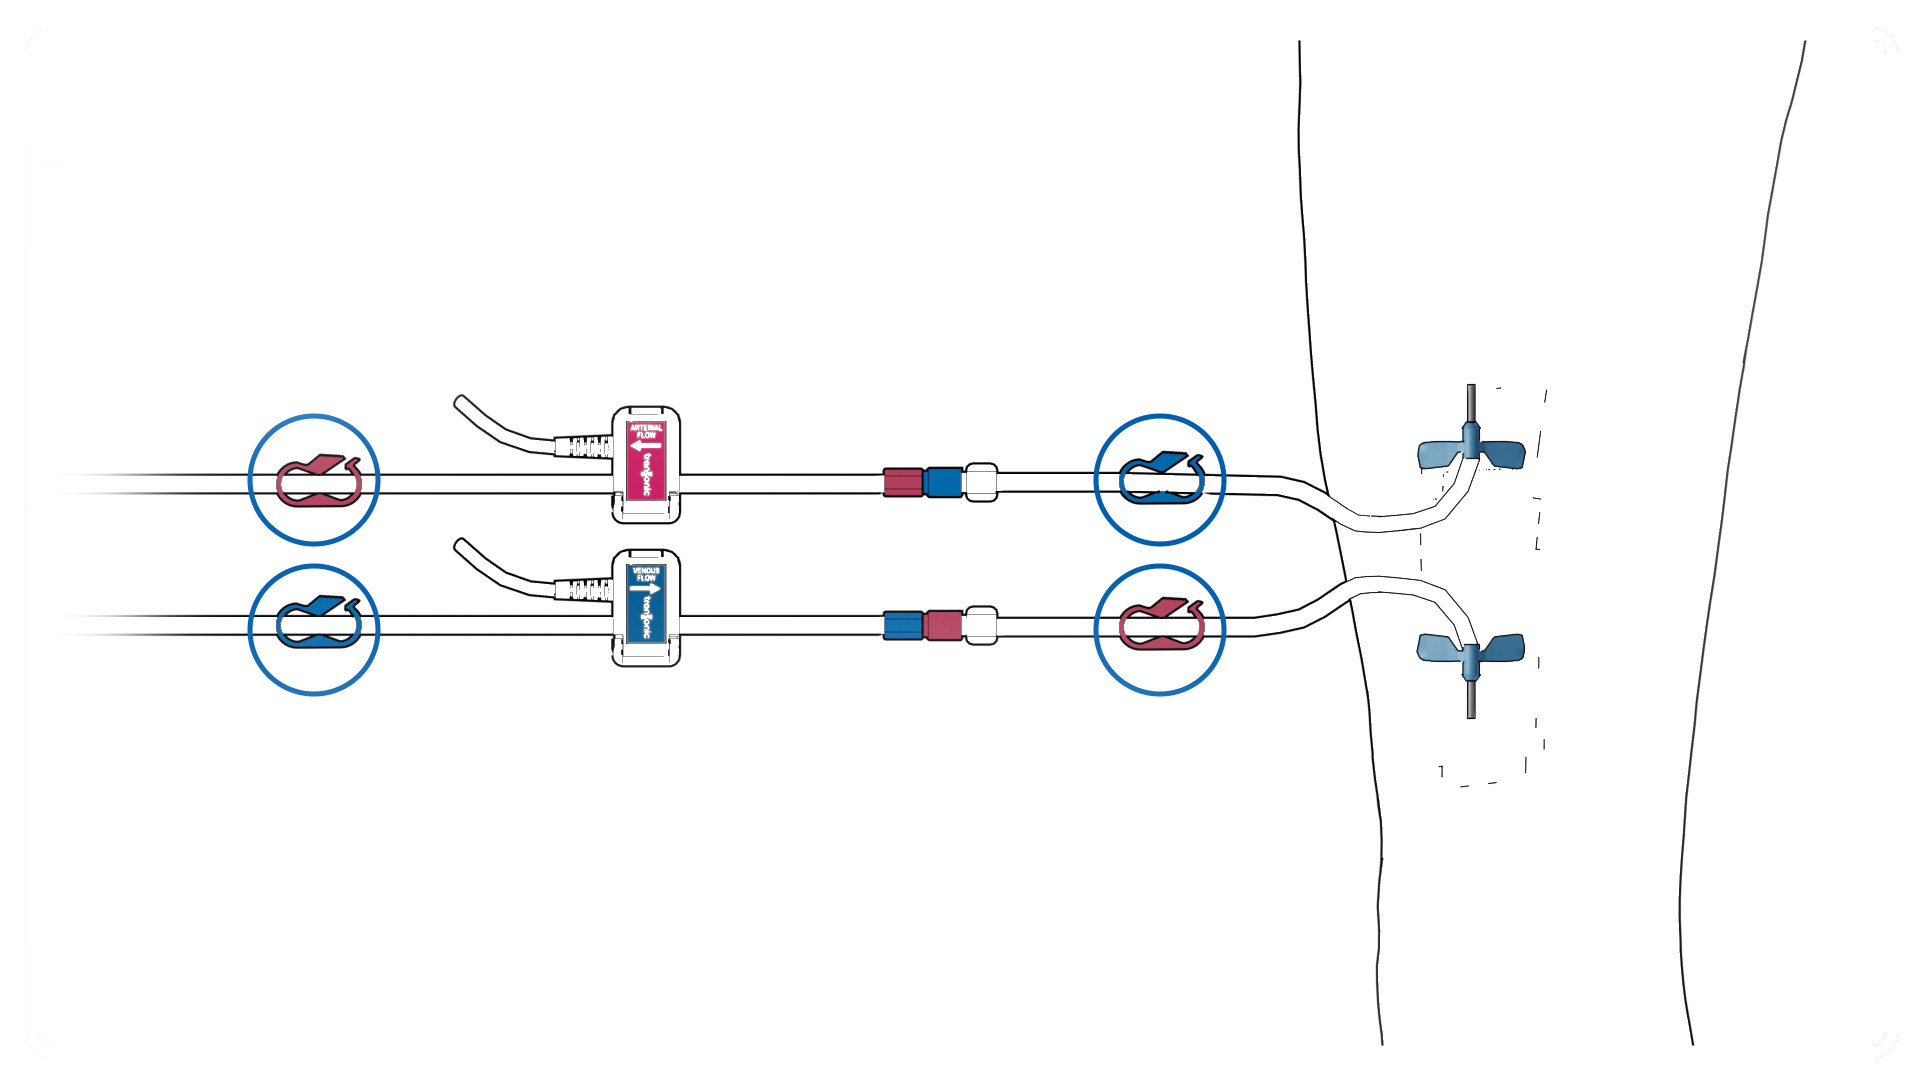 ARTERIAL
FLOW
transonic
VENOUS
FLOW
transonic